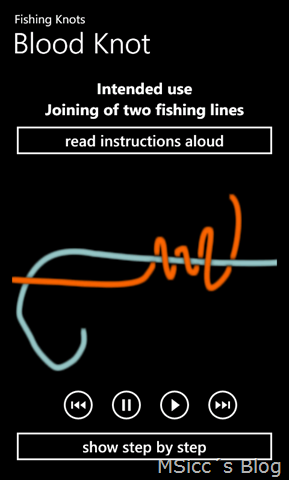 Fishing Knots
Blood Knot
Intended use
Joining of two fishing lines
read instructions aloud
show step by step
MSicc´s Blog